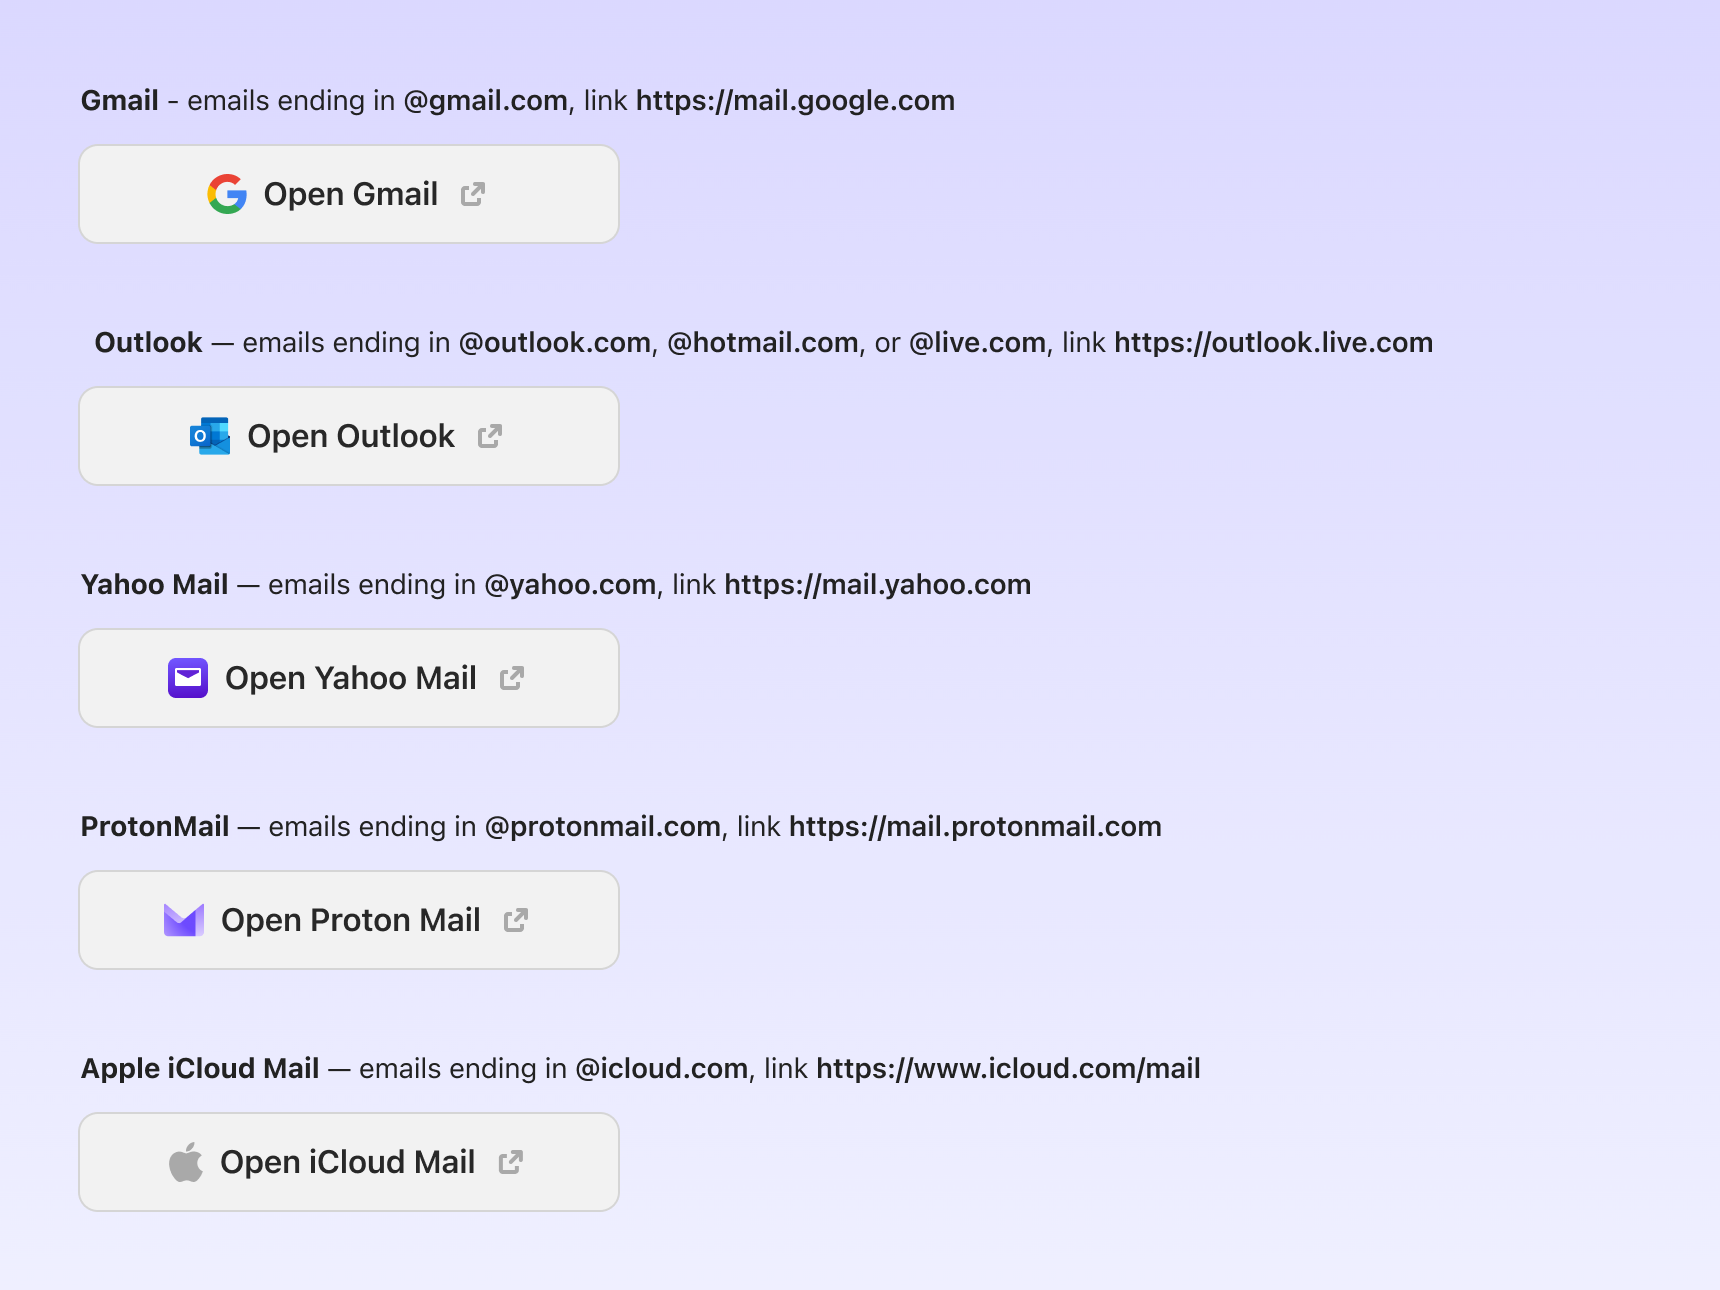 Gmail - emails ending in @gmail.com, link https://mail.google.com
Open Gmail
Outlook — emails ending in @outlook.com, @hotmail.com, or @live.com, link https://outlook.live.com
O
Open Outlook
Yahoo Mail — emails ending in @yahoo.com, link https://mail.yahoo.com
Open Yahoo Mail
ProtonMail — emails ending in @protonmail.com, link https://mail.protonmail.com
Open Proton Mail
Apple iCloud Mail — emails ending in @icloud.com, link https://www.icloud.com/mail
Open iCloud Mail